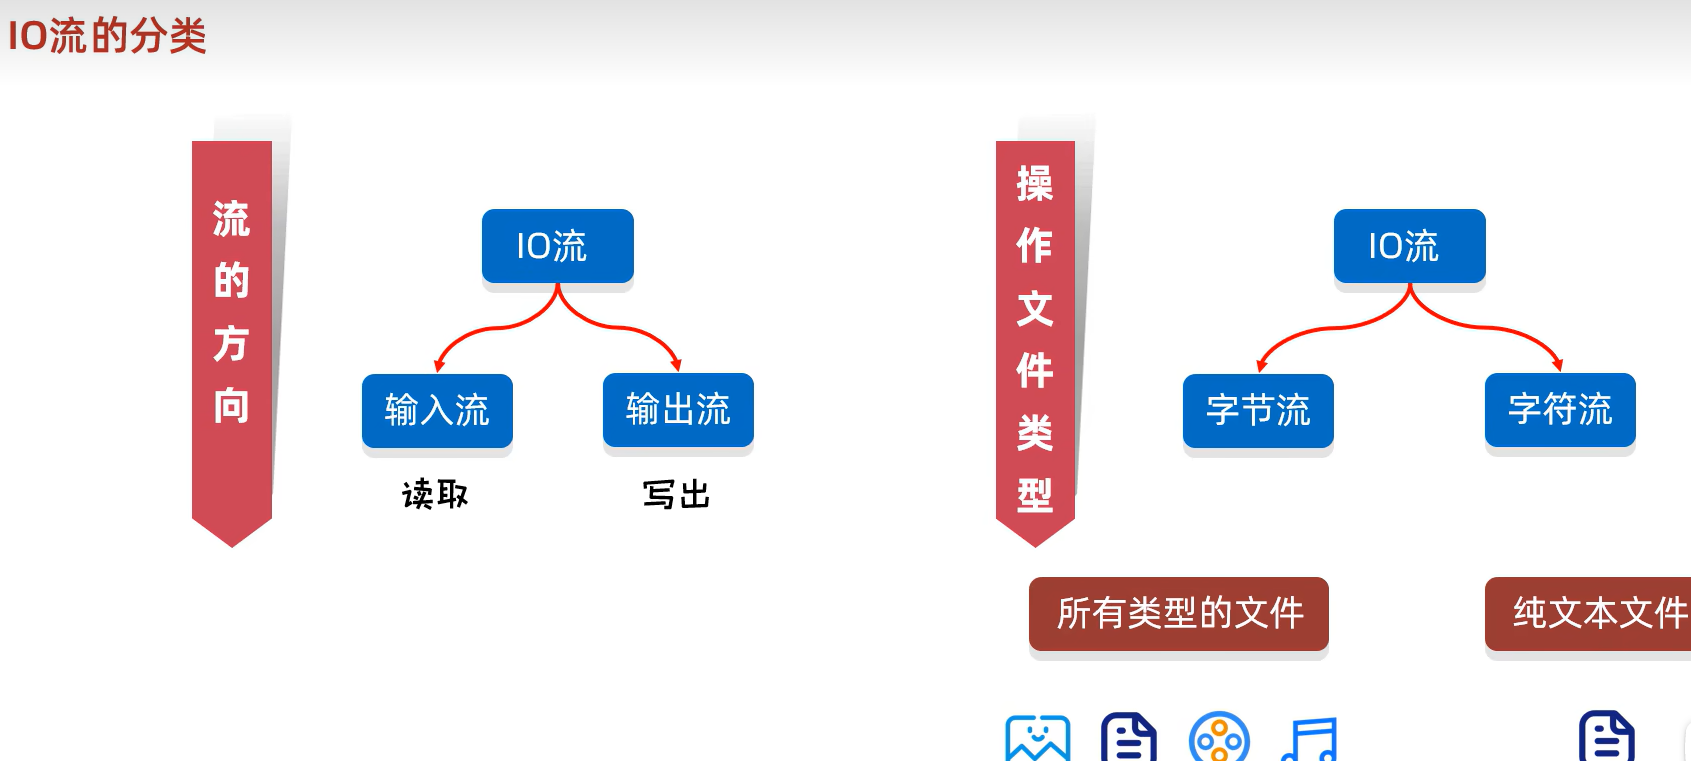 IO流的分类
流的方向
IO流
输入流
输出流
读取
写出
操作文件类型
IO流
字节流
字符流
所有类型的文件
纯文本文件